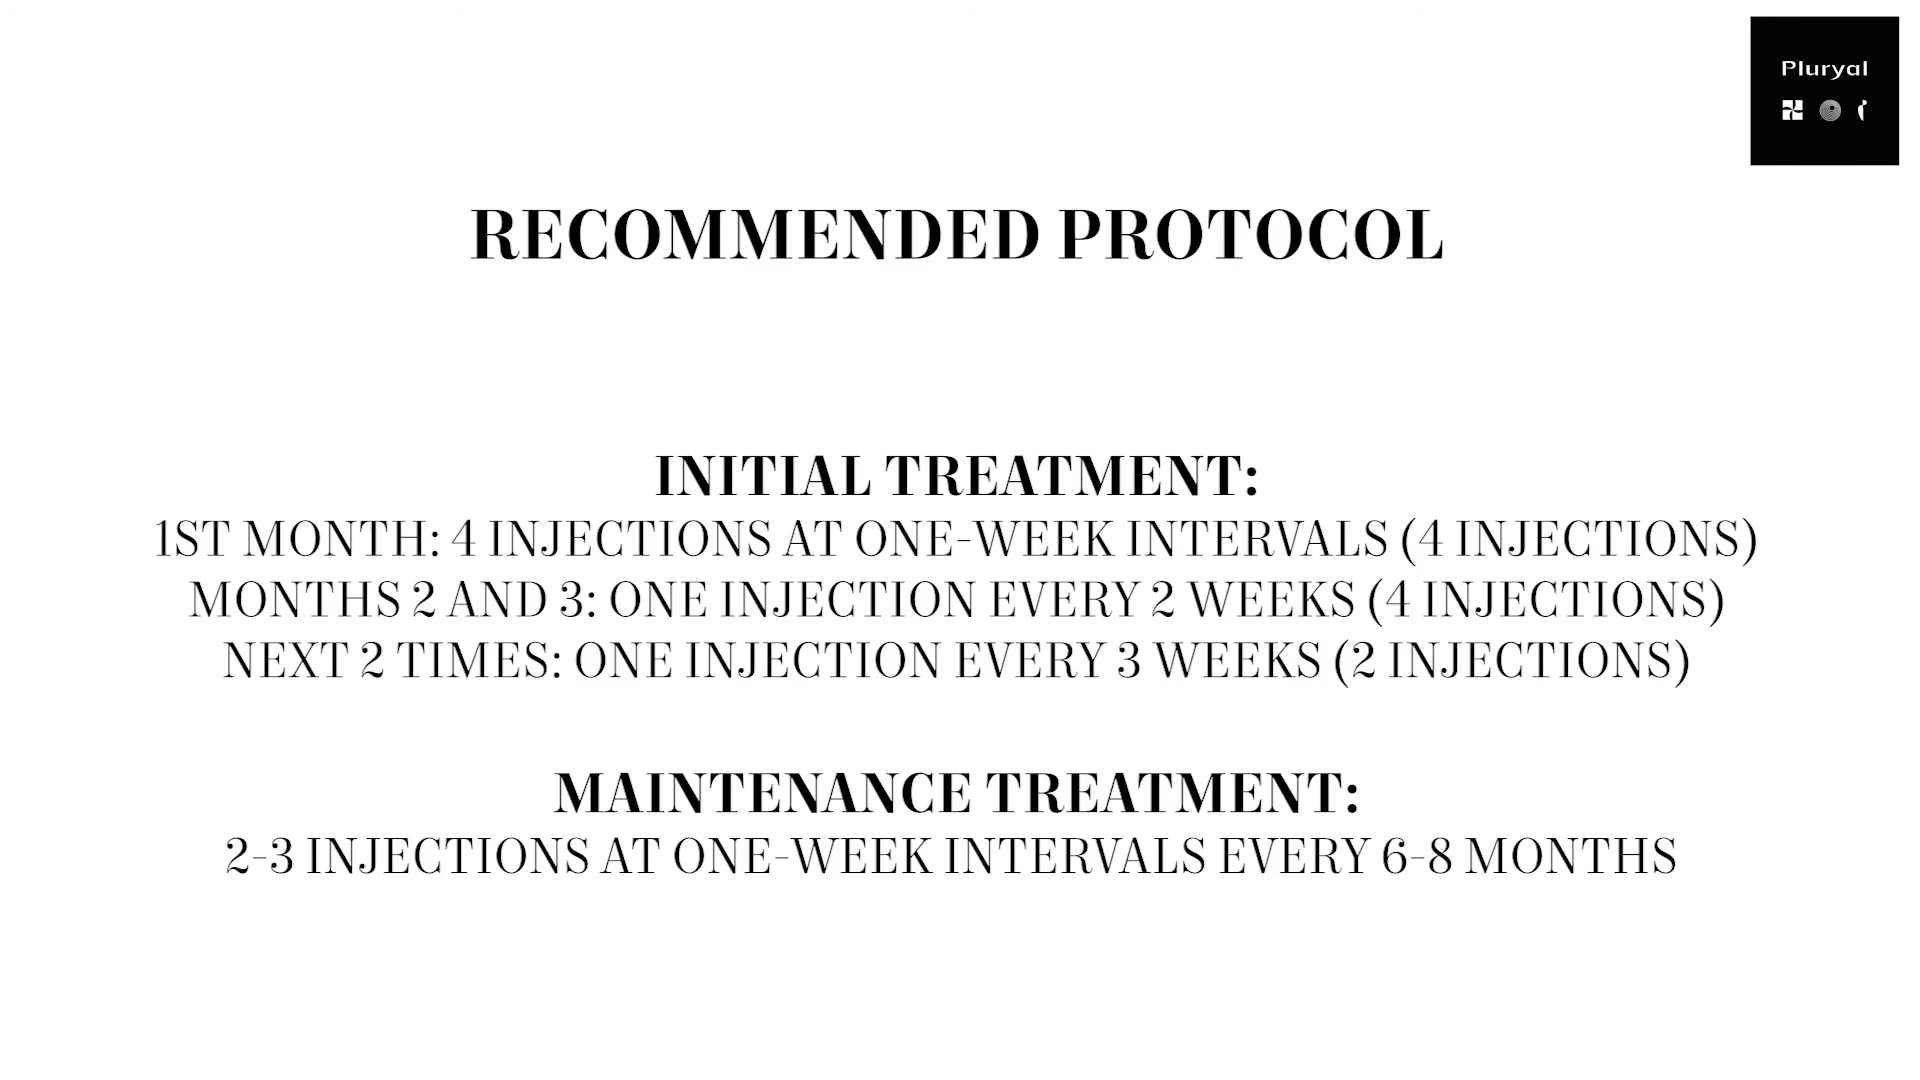 Pluryal
RECOMMENDED PROTOCOL
INITIAL TREATMENT:
1ST MONTH: 4 INJECTIONS AT ONE-WEEK INTERVALS (4 INJECTIONS)
MONTHS 2 AND 3: ONE INJECTION EVERY 2 WEEKS (4 INJECTIONS)
NEXT 2 TIMES: ONE INJECTION EVERY 3 WEEKS (2 INJECTIONS)
MAINTENANCE TREATMENT:
2-3 INJECTIONS AT ONE-WEEK INTERVALS EVERY 6-8 MONTHS